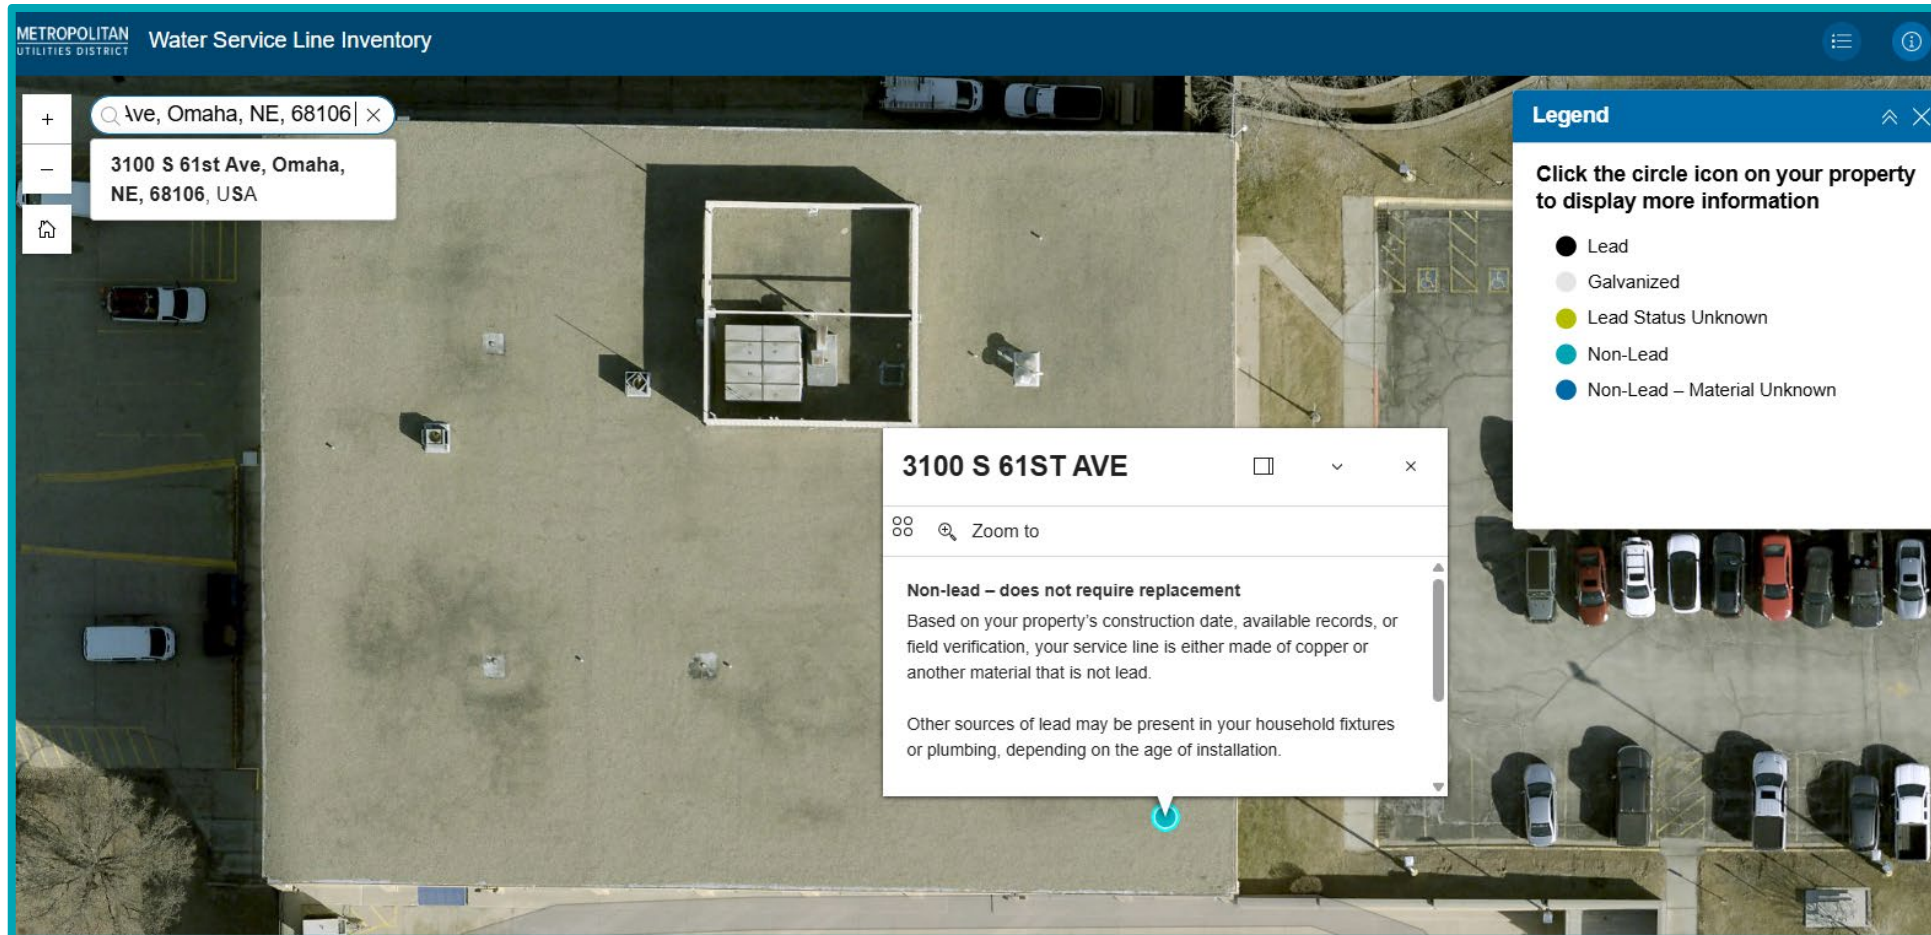 METROPOLITAN
UTILITIES DISTRICT
Water Service Line Inventory
Ave, Omaha, NE, 68106
3100 S 61st Ave, Omaha,
NE, 68106, USA
Legend
Click the circle icon on your property
to display more information
Lead
Galvanized
Lead Status Unknown
Non-Lead
Non-Lead – Material Unknown
3100 S 61ST AVE
Zoom to
Non-lead – does not require replacement
Based on your property's construction date, available records, or
field verification, your service line is either made of copper or
another material that is not lead.
Other sources of lead may be present in your household fixtures
or plumbing, depending on the age of installation.